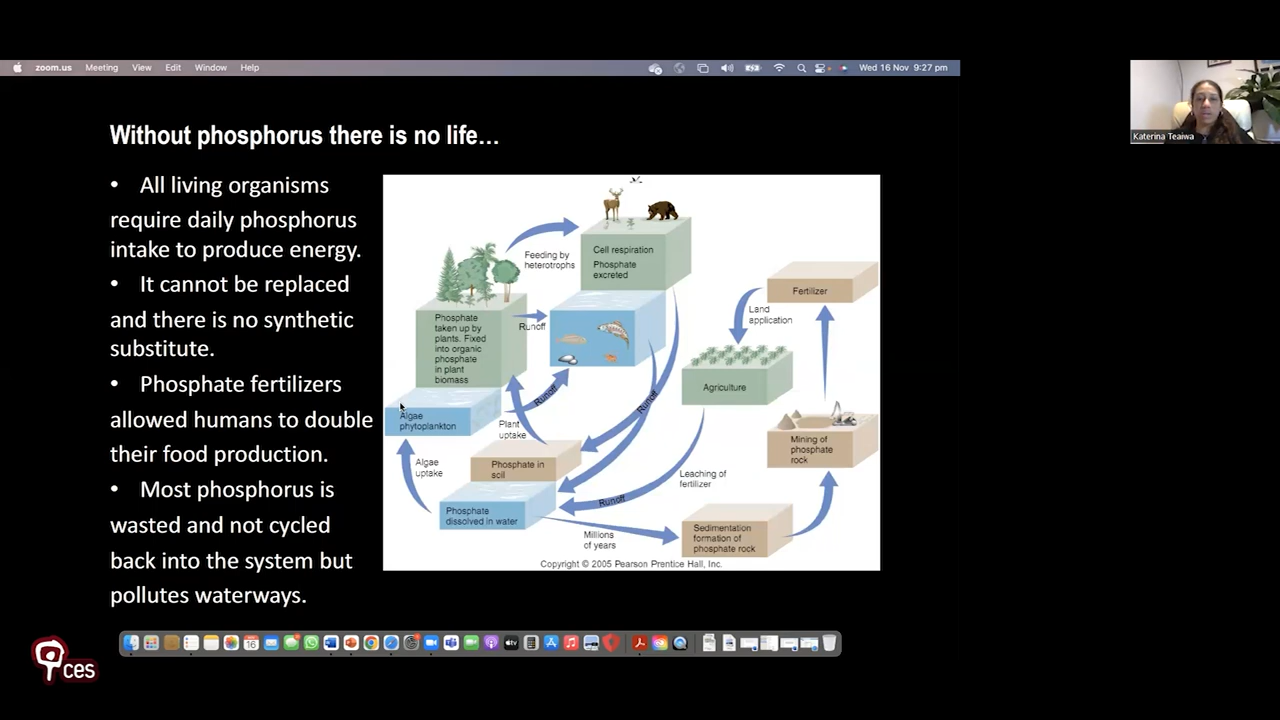 zoom.us Meeting View Edit Window Help Wed 16 Nov 9:27 pm
Katerina Teaiwa
Without phosphorus there is no life…
• All living organisms
require daily phosphorus
intake to produce energy.
• It cannot be replaced
and there is no synthetic
substitute.
• Phosphate fertilizers
allowed humans to double
their food production.
• Most phosphorus is
wasted and not cycled
back into the system but
pollutes waterways.
Feeding by
heterotrophs
Cell respiration
Phosphate
excreted
Fertilizer
Land
application
Phosphate
taken up by
plants. Fixed
into organic
phosphate
in plant
biomass
Runoff
Agriculture
Runoff
Runoff
Algae
phytoplankton
Plant
uptake
Mining of
phosphate
rock
Algae
uptake
Phosphate in
soil
Leaching of
fertilizer
Runoff
Phosphate
dissolved in water
Millions
of years
Sedimentation
formation of
phosphate rock
Copyright © 2005 Pearson Prentice Hall, Inc.
16
tv
ces